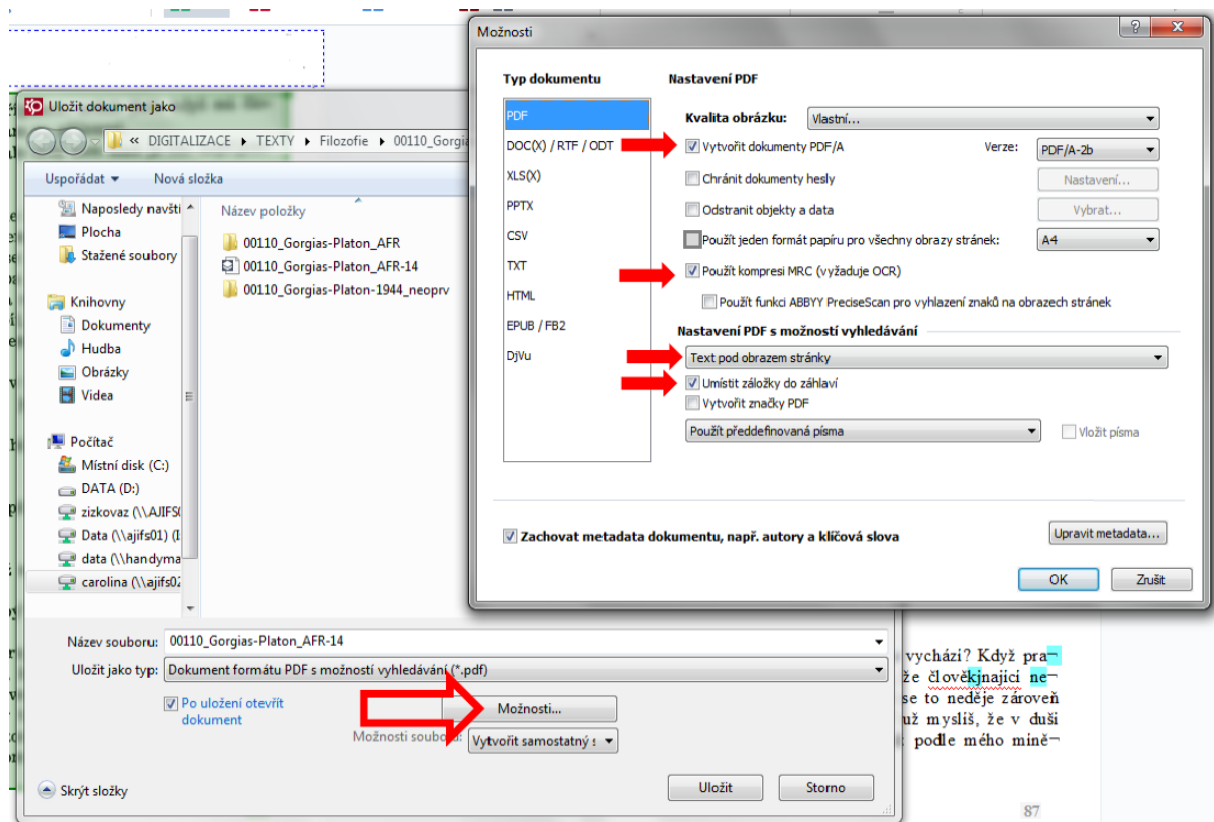 Možnosti
Typ dokumentu
PDF
DOC(X) / RTF / ODT
XLS(X)
PPTX
CSV
TXT
HTML
EPUB / FB2
DjVu
Nastavení PDF
Kvalita obrázku: Vlastní...
Vytvořit dokumenty PDF/A Verze: PDF/A-2b
Chránit dokumenty hesly Nastavení...
Odstranit objekty a data Vybrat...
Použít jeden formát papíru pro všechny obrazy stránek: A4
Použít kompresi MRC (vyžaduje OCR)
Použít funkci ABBYY PreciseScan pro vyhlazení znaků na obrazech stránek
Nastavení PDF s možností vyhledávání
Text pod obrazem stránky
Umístit záložky do záhlaví
Vytvořit značky PDF
Použít předdefinovaná písma Vložit písma
Zachovat metadata dokumentu, např. autory a klíčová slova Upravit metadata...
OK Zrušit
Uložit dokument jako
« DIGITALIZACE TEXTY Filozofie 00110_Gorgia
Uspořádat Nová složka
Naposledy navšti
Plocha
Stažené soubory
Knihovny
Dokumenty
Hudba
Obrázky
Videa
Počítač
Místní disk (C:)
DATA (D:)
zizkovaz (\\AJIFS0
Data (\\ajifs01) (I
data (\\handyma
carolina (\\ajifs02
Název položky
00110_Gorgias-Platon_AFR
00110_Gorgias-Platon_AFR-14
00110_Gorgias-Platon-1944_neoprv
Název souboru: 00110_Gorgias-Platon_AFR-14
Uložit jako typ: Dokument formátu PDF s možností vyhledávání (*.pdf)
Po uložení otevřít
dokument
Možnosti...
Možnosti souboru: Vytvořit samostatný s
Skrýt složky
Uložit Storno
vychází? Když pra¬
že člověkjnajici ne¬
se to neděje zároveň
už myslíš, že v duši
podle mého míně¬
87